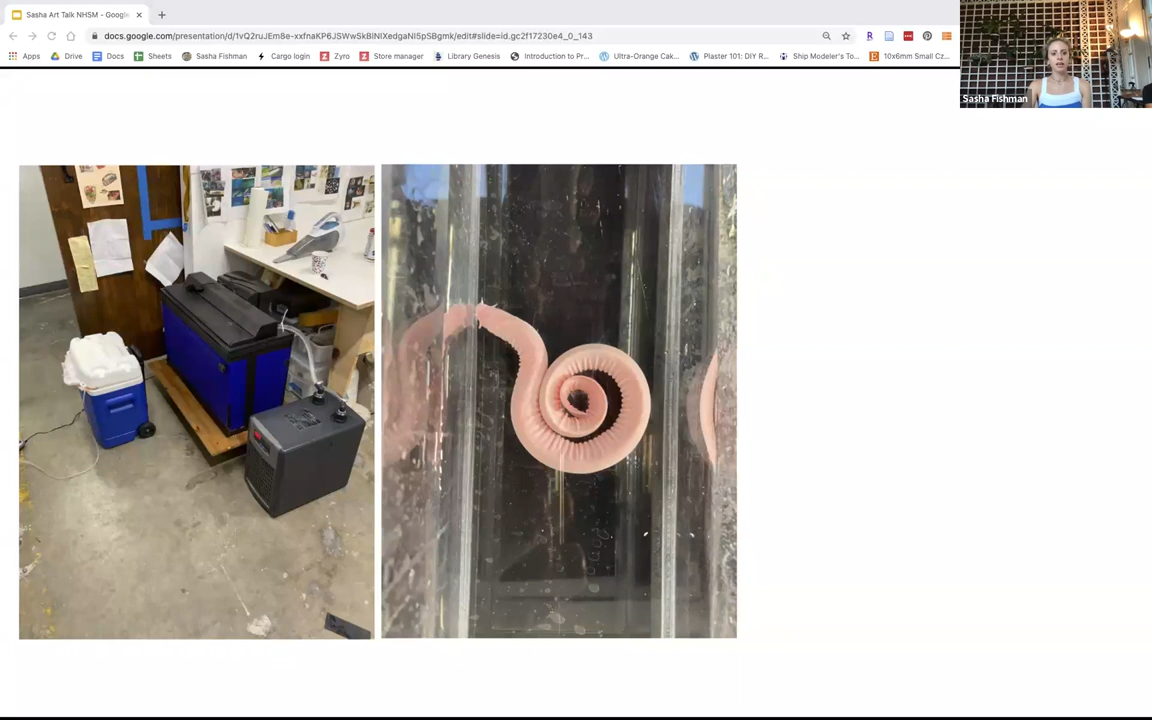 Sasha Art Talk NHSM - Google
docs.google.com/presentation/d/1vQ2ruJEm8e-xxfnaKP6JSWwSkBlNIXedgaNI5pSBgmk/edit#slide=id.gc2f17230e4_0_143
Apps Drive Docs Sheets Sasha Fishman Cargo login Zyro Store manager Library Genesis Introduction to Pr... Ultra-Orange Cak... Plaster 101: DIY R... Ship Modeler's To... 10x6mm Small Cz...
Sasha Fishman